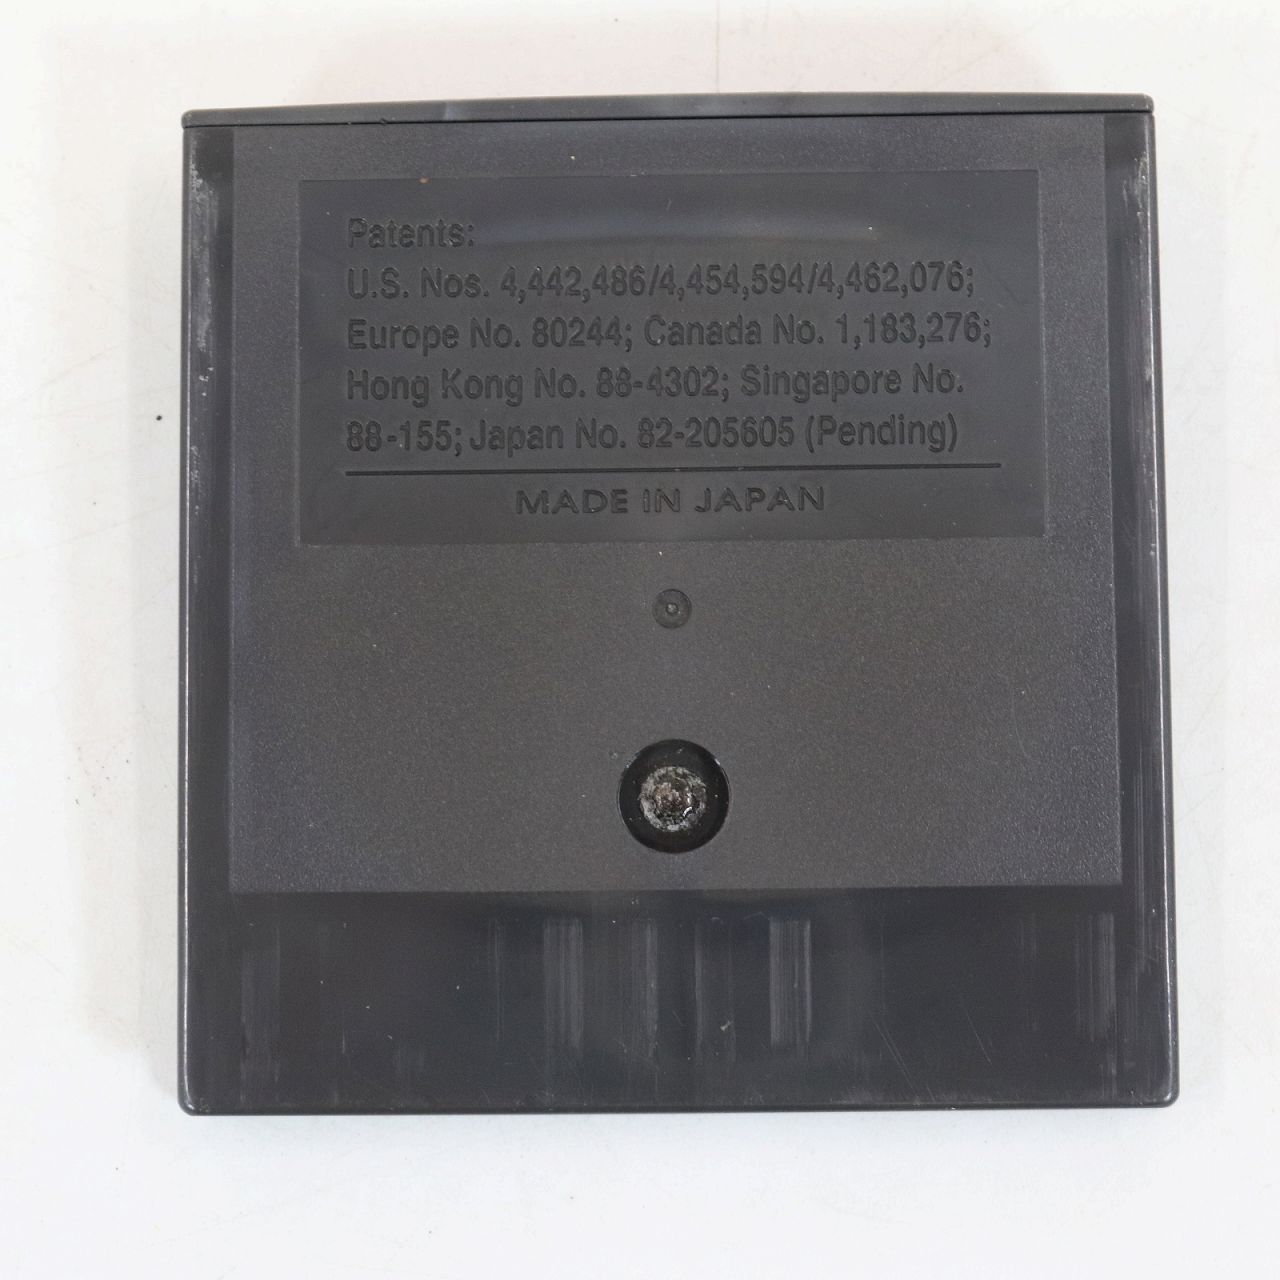 Patents:
U.S. Nos. 4,442,486/4,454,594/4,462,076;
Europe No. 80244; Canada No. 1,183,276;
Hong Kong No. 88-4302; Singapore No.
88-155; Japan No. 82-205605 (Pending)
MADE IN JAPAN